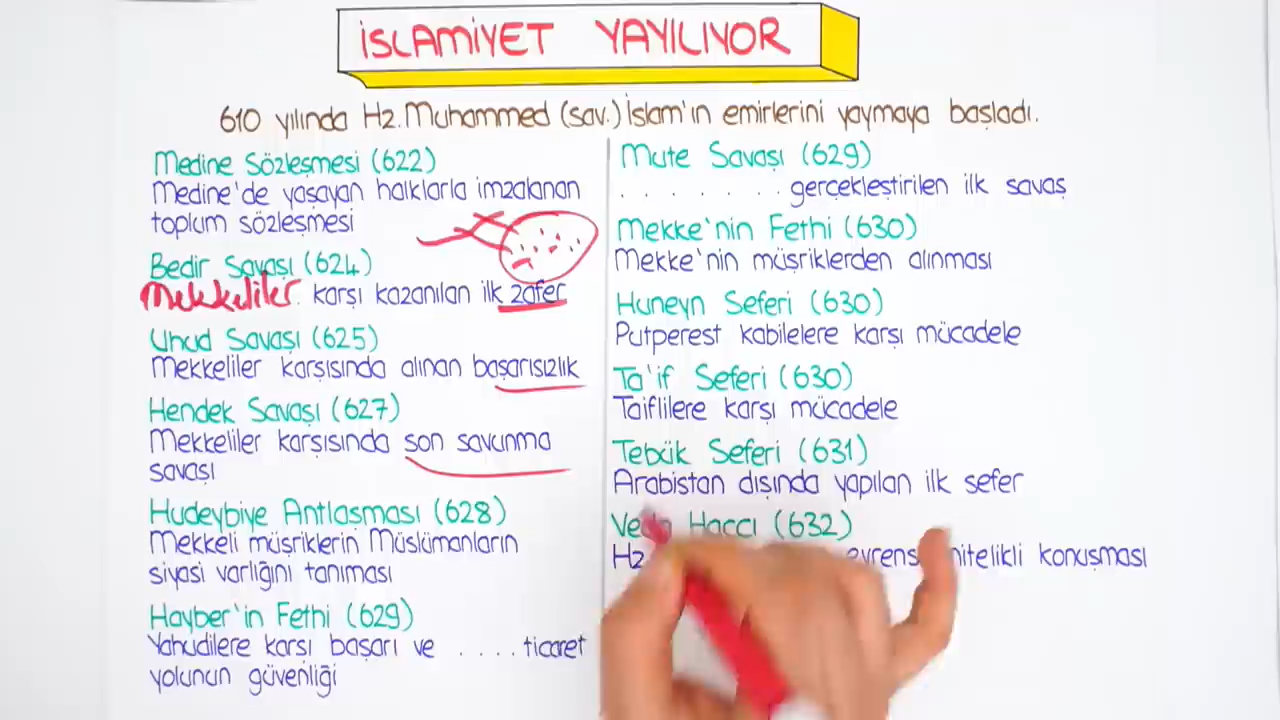 İSLAMİYET YAYILIYOR
610 yılında Hz. Muhammed (sav.) İslam'ın emirlerini yaymaya başladı.
Medine Sözleşmesi (622)
Medine'de yaşayan halklarla imzalanan
toplum sözleşmesi
Bedir Savaşı (624)
Mekkeliler karşı kazanılan ilk zafer
Uhud Savaşı (625)
Mekkeliler karşısında alınan başarısızlık
Hendek Savaşı (627)
Mekkeliler karşısında son savunma
savaşı
Hudeybiye Antlaşması (628)
Mekkeli müşriklerin Müslümanların
siyasi varlığını tanıması
Hayber'in Fethi (629)
Yahudilere karşı başarı ve .... ticaret
yolunun güvenliği
Mute Savaşı (629)
. . . . . . . . gerçekleştirilen ilk savaş
Mekke'nin Fethi (630)
Mekke'nin müşriklerden alınması
Huneyn Seferi (630)
Putperest kabilelere karşı mücadele
Ta'if Seferi (630)
Taiflilere karşı mücadele
Tebük Seferi (631)
Arabistan dışında yapılan ilk sefer
Veda Haccı (632)
Hz nitelikli konuşması